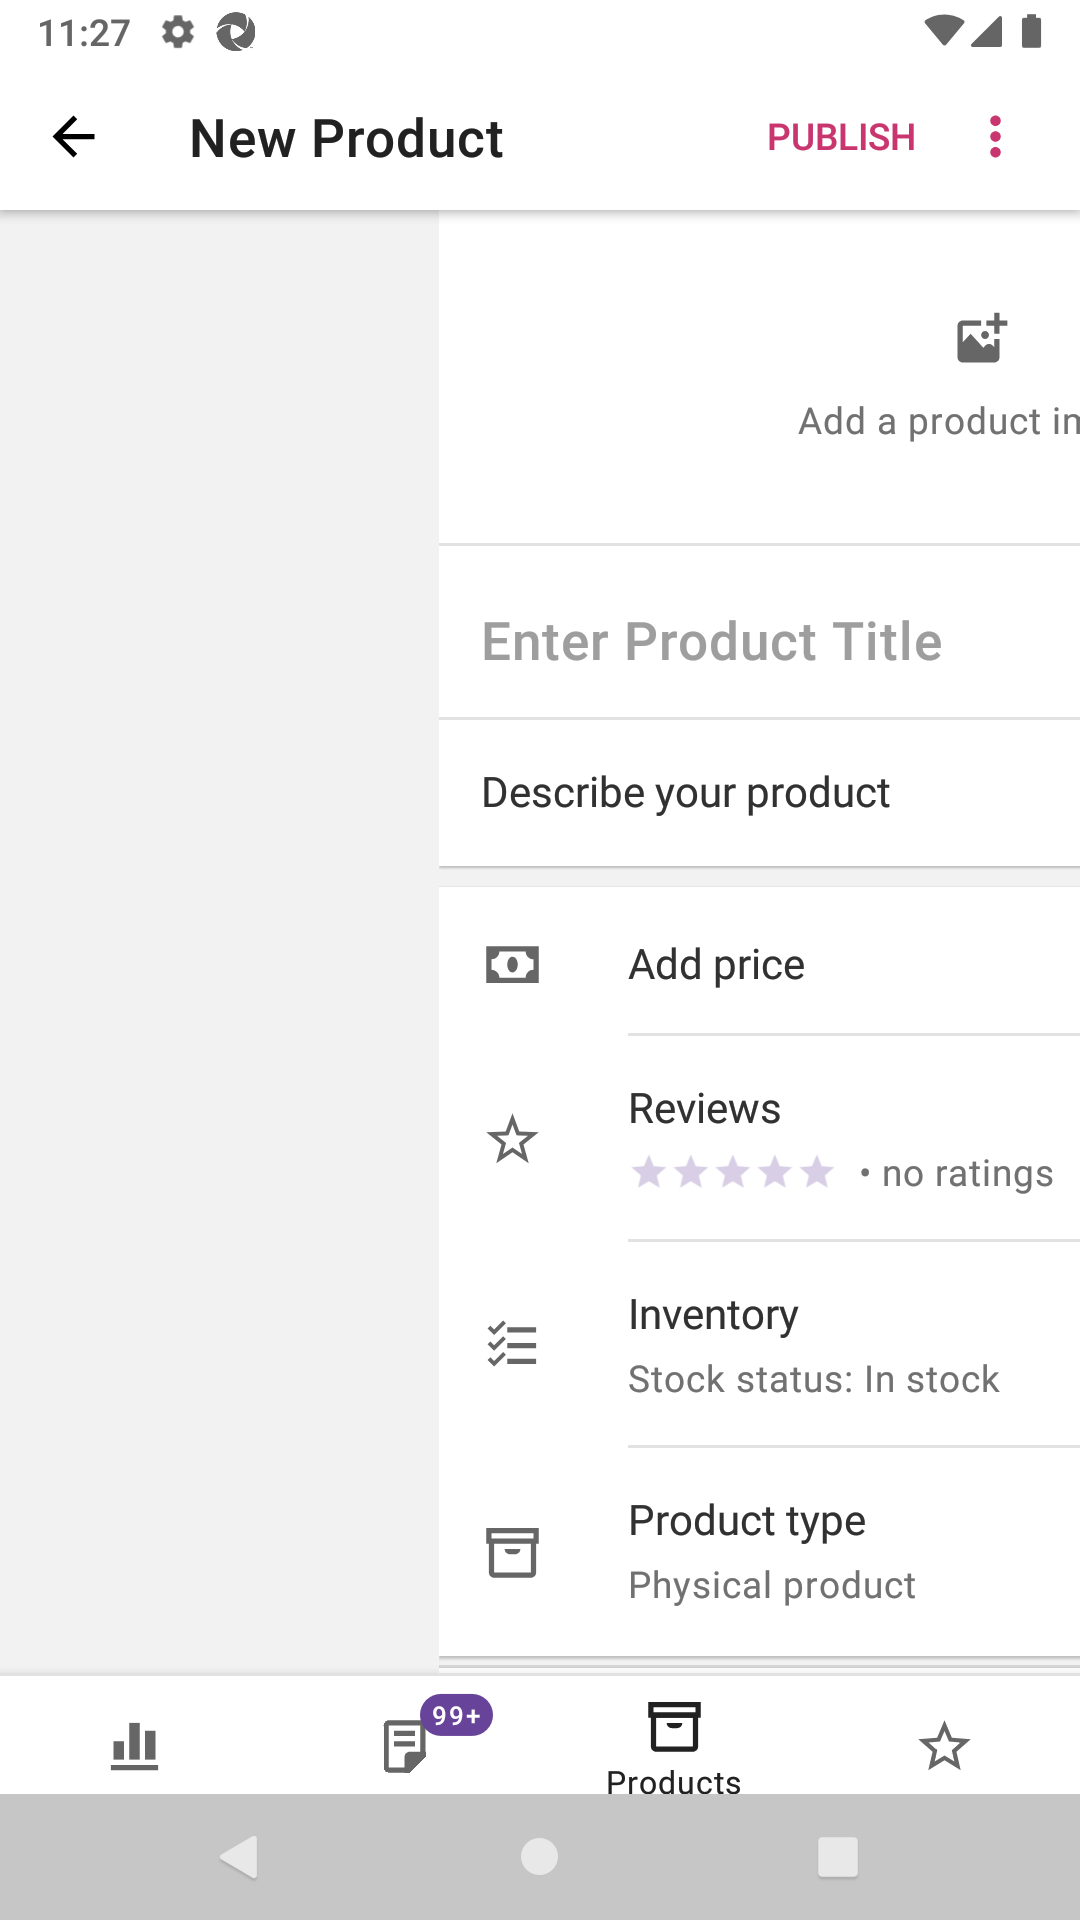 11:27
New Product
PUBLISH
Add a product im
Enter Product Title
Describe your product
Add price
Reviews
• no ratings
Inventory
Stock status: In stock
Product type
Physical product
99+
Products